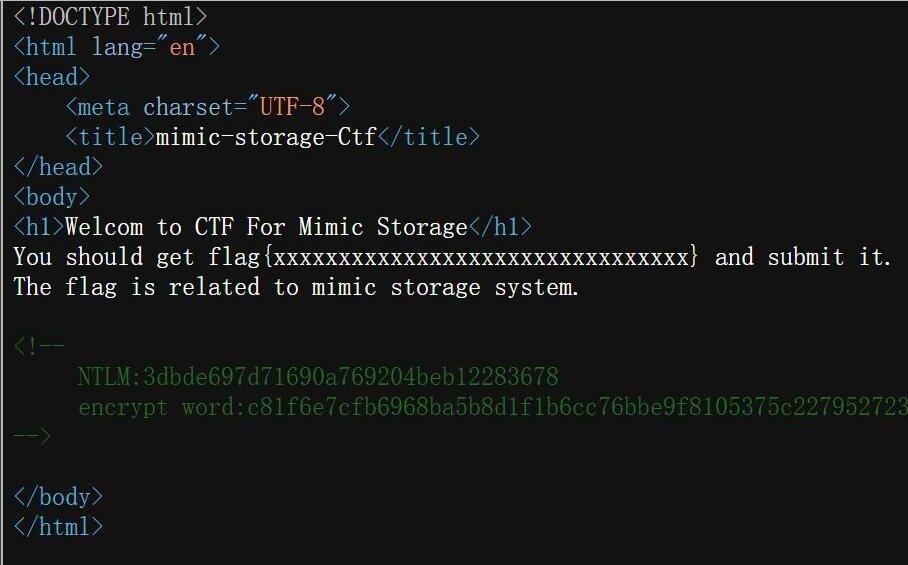 <!DOCTYPE html>
<html lang="en">
<head>
    <meta charset="UTF-8">
    <title>mimic-storage-Ctf</title>
</head>
<body>
<h1>Welcom to CTF For Mimic Storage</h1>
You should get flag{xxxxxxxxxxxxxxxxxxxxxxxxxxxxxxxx} and submit it.
The flag is related to mimic storage system.
<!--
     NTLM:3dbde697d71690a769204beb12283678
     encrypt word:c81f6e7cfb6968ba5b8d1f1b6cc76bbe9f8105375c227952723
-->
</body>
</html>